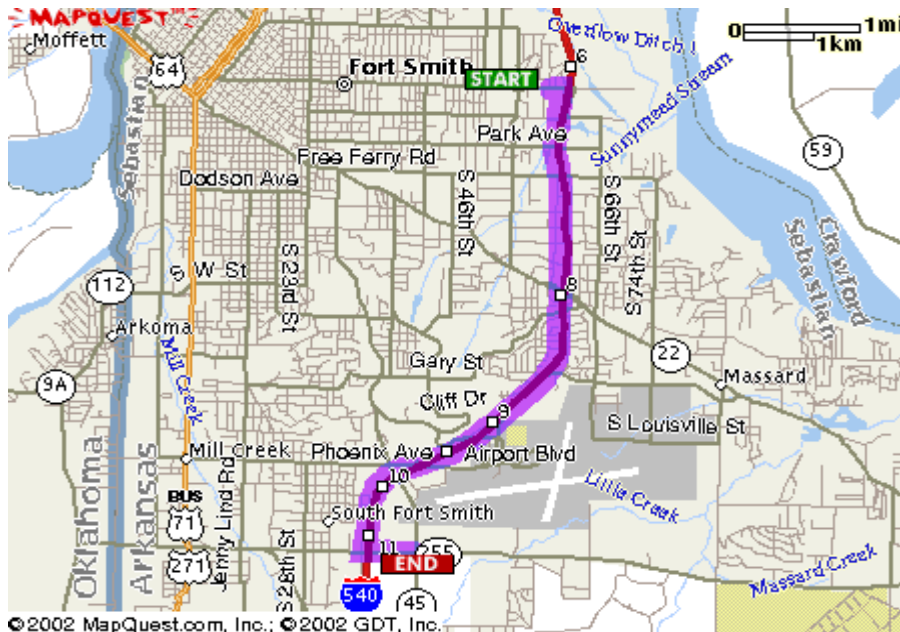 MAPQUEST
Moffett
64
Fort Smith
START
6
Overflow Ditch 1
0 1mi
1km
Sunnymead Stream
59
Sebastian
Park Ave
Free Ferry Rd
Dodson Ave
S 46th St
S 66th St
S 74th St
Crawford
Sebastian
S 23rd St
W St
112
8
Arkoma
Mill Creek
Gary St
22
Massard
9A
Cliff Dr
9
S Louisville St
Oklahoma
Arkansas
Mill Creek
Phoenix Ave
Airport Blvd
10
Little Creek
BUS
71
Jenny Lind Rd
South Fort Smith
S 28th St
11
255
271
END
Massard Creek
540
45
©2002 MapQuest.com, Inc.; ©2002 GDT, Inc.